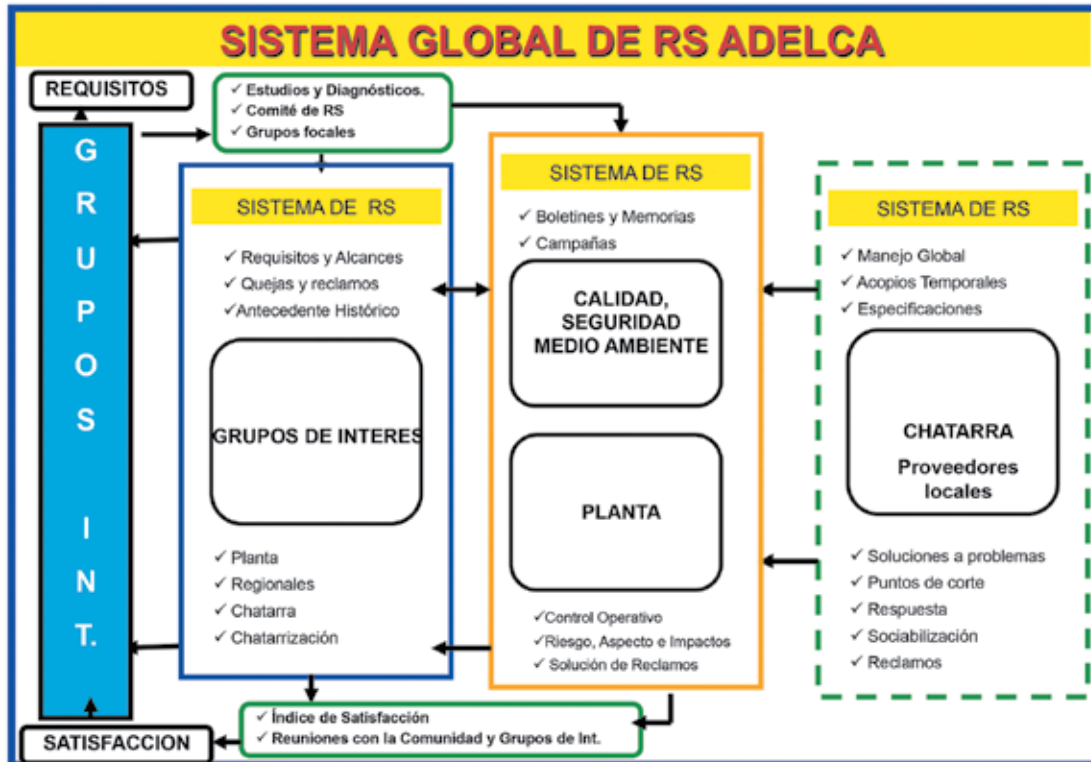 SISTEMA GLOBAL DE RS ADELCA
REQUISITOS
✓ Estudios y Diagnósticos.
✓ Comité de RS
✓ Grupos focales
G
R
U
P
O
S
I
N
T.
SATISFACCION
SISTEMA DE RS
✓ Requisitos y Alcances
✓ Quejas y reclamos
✓Antecedente Histórico
GRUPOS DE INTERES
✓ Planta
✓ Regionales
✓ Chatarra
✓ Chatarrización
SISTEMA DE RS
✓ Boletines y Memorias
✓ Campañas
CALIDAD,
SEGURIDAD
MEDIO AMBIENTE
PLANTA
✓Control Operativo
✓Riesgo, Aspecto e Impactos
✓ Solución de Reclamos
SISTEMA DE RS
✓ Manejo Global
✓ Acopios Temporales
✓ Especificaciones
CHATARRA
Proveedores
locales
✓ Soluciones a problemas
✓ Puntos de corte
✓ Respuesta
✓ Sociabilización
✓ Reclamos
✓ Índice de Satisfacción
✓ Reuniones con la Comunidad y Grupos de Int.